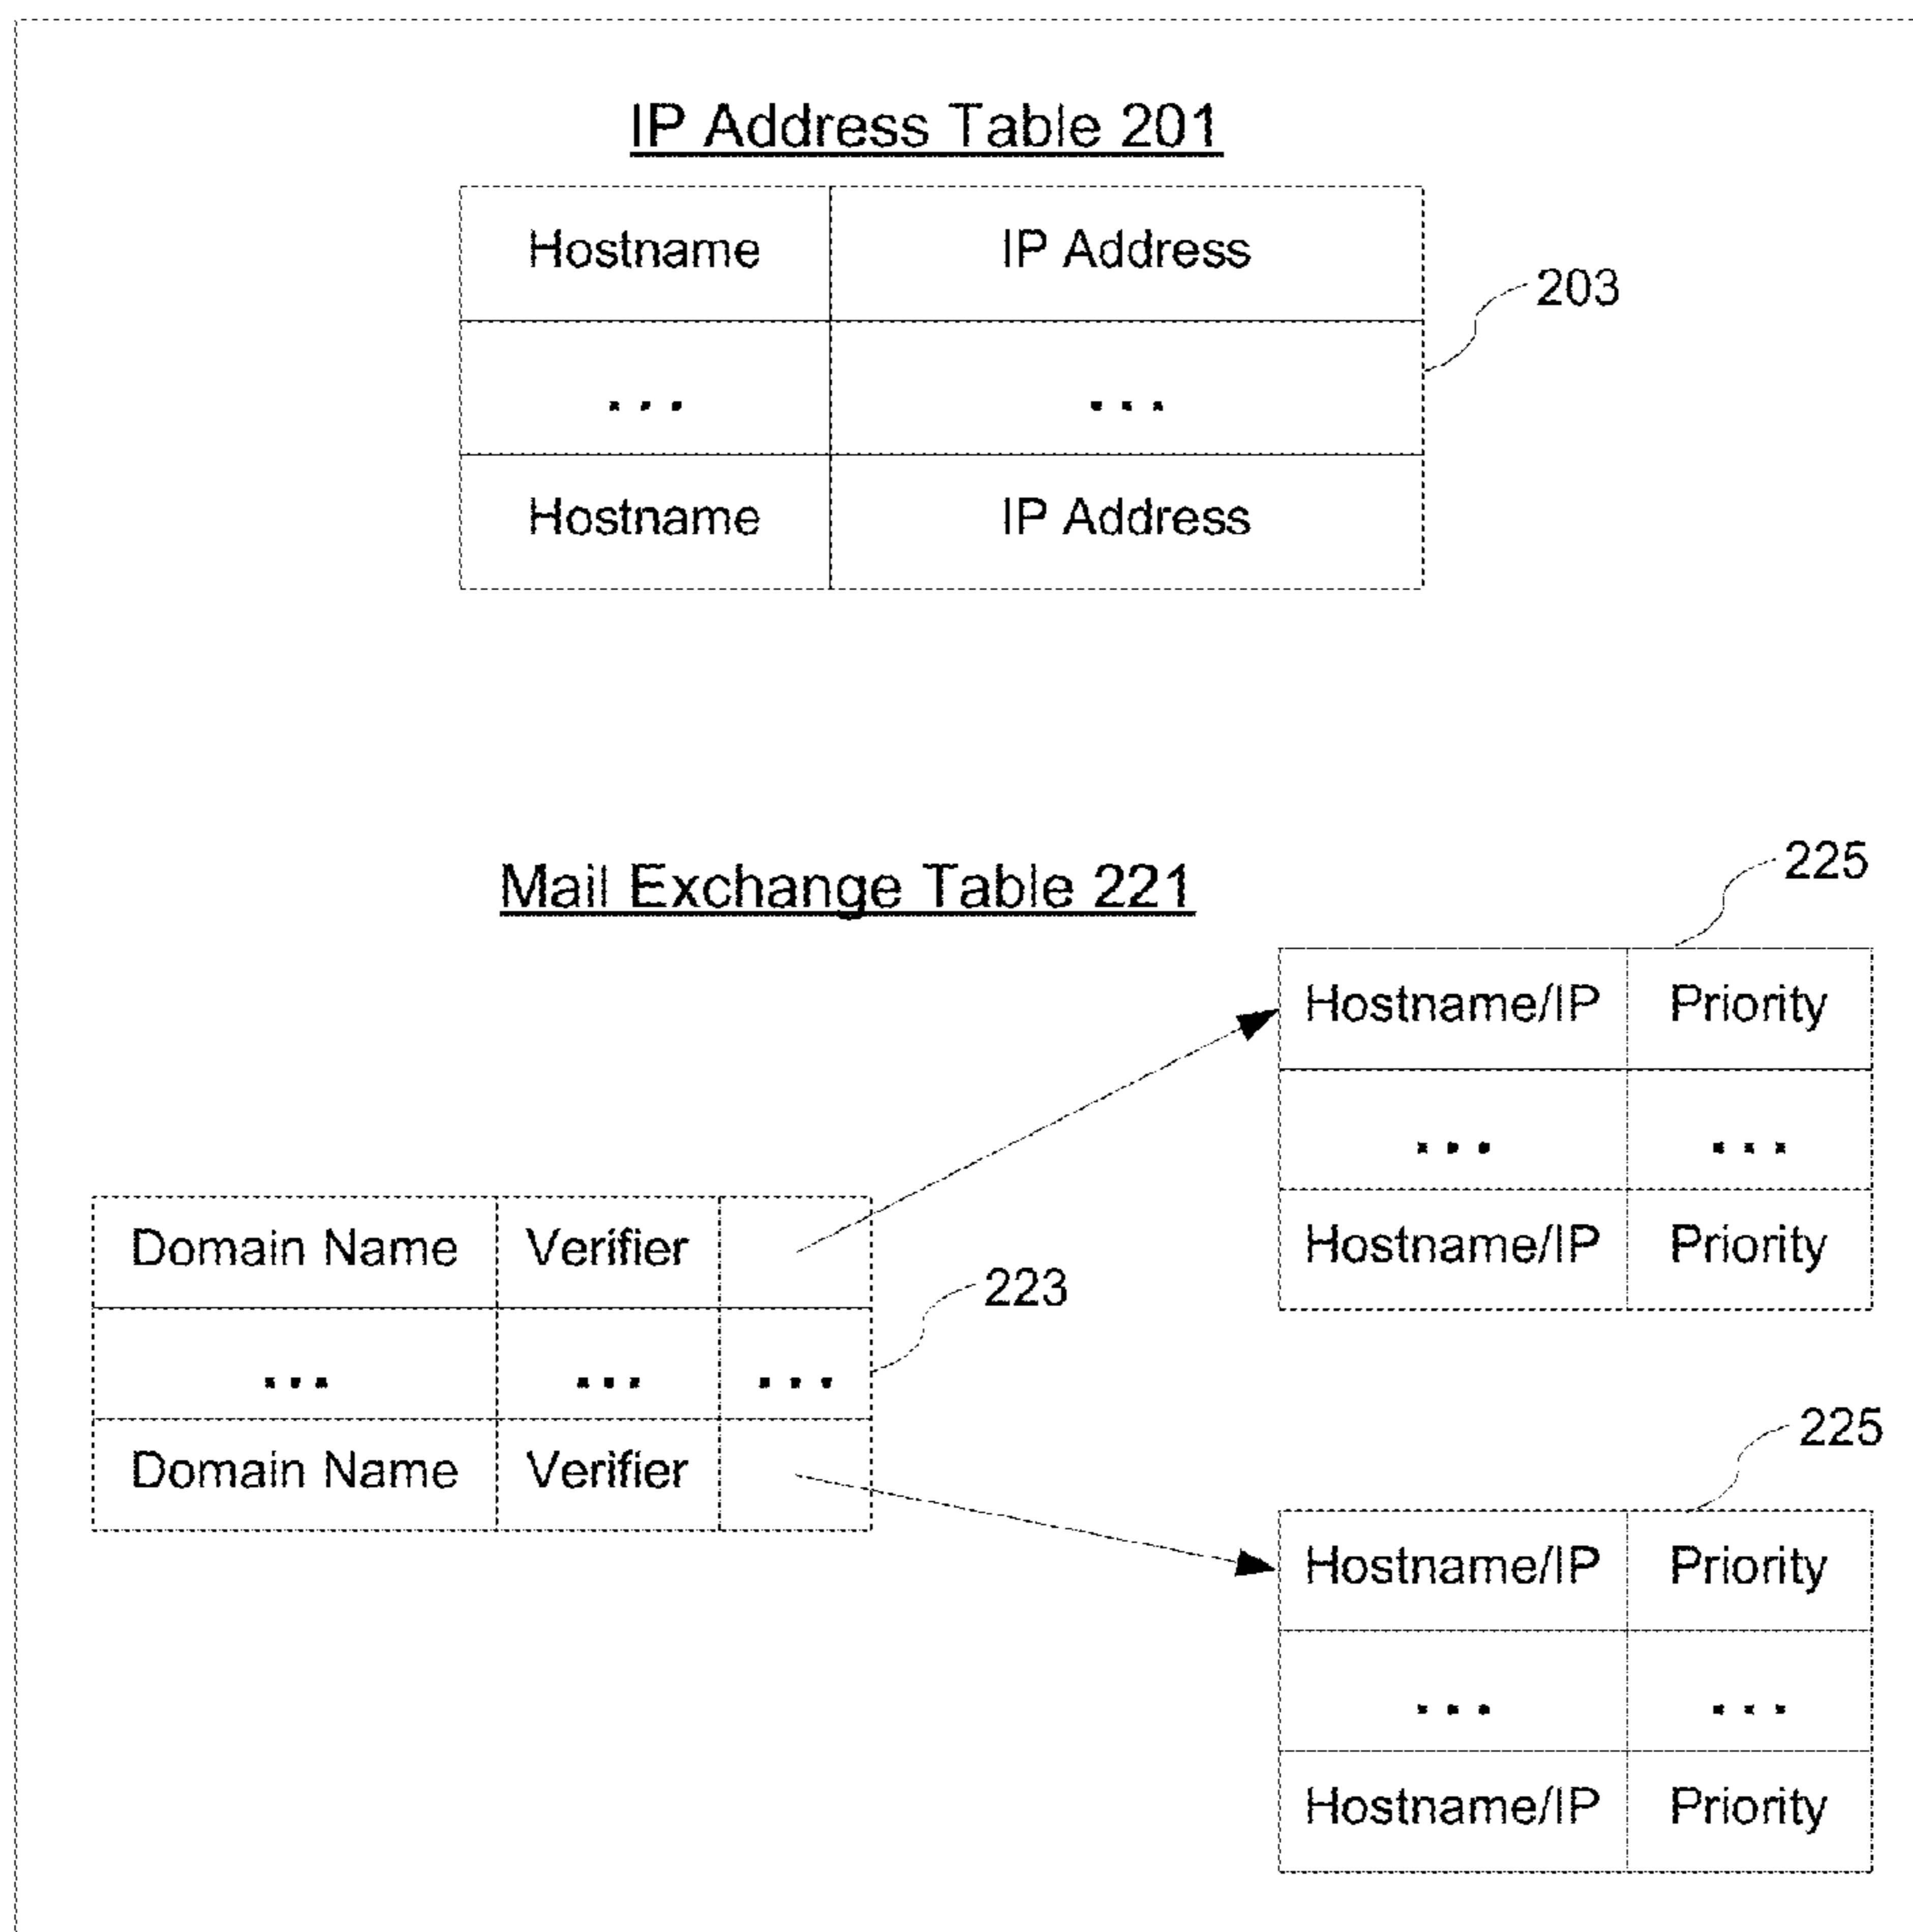 IP Address Table 201
Hostname IP Address
203
... ...
Hostname IP Address
Mail Exchange Table 221
225
Hostname/IP Priority
... ...
Hostname/IP Priority
Domain Name Verifier
223
... ... ...
Domain Name Verifier
225
Hostname/IP Priority
... ...
Hostname/IP Priority